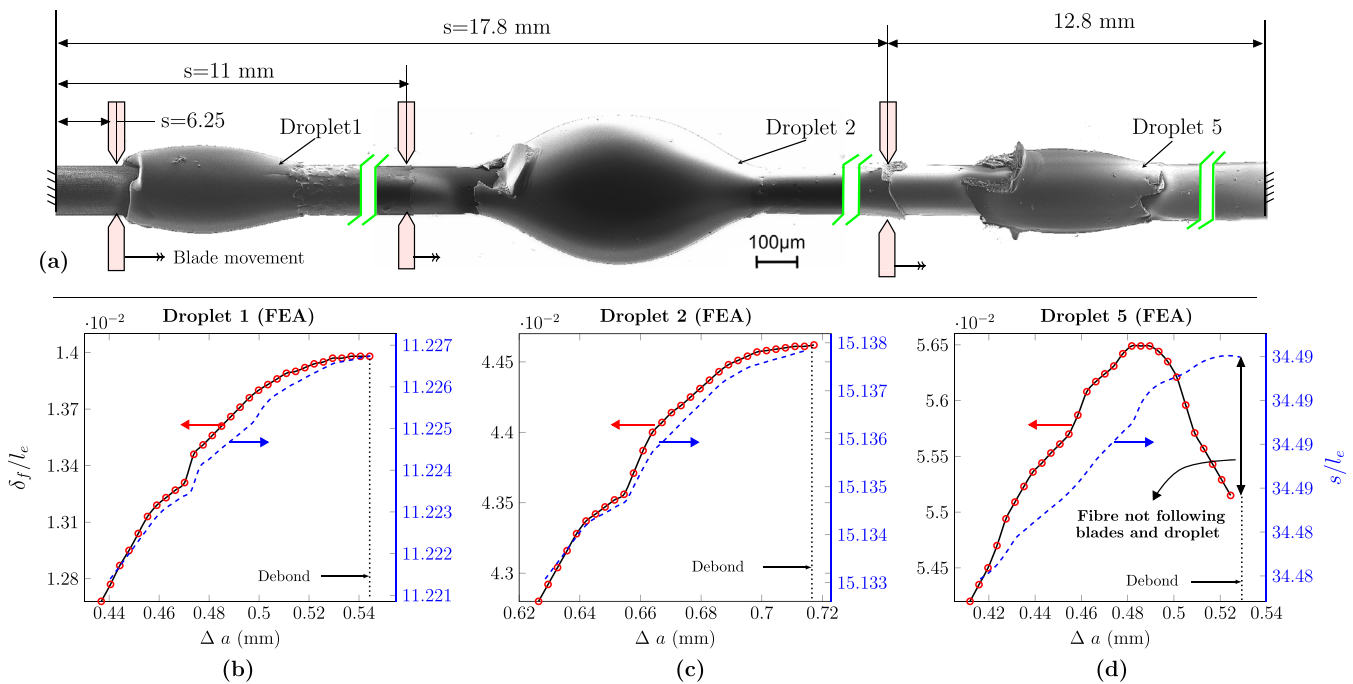 s=17.8 mm
12.8 mm
s=11 mm
s=6.25
Droplet1
Droplet 2
Droplet 5
Blade movement
100µm
(a)
Droplet 1 (FEA)
·10⁻²
1.4
1.37
1.34
1.31
1.28
δf/le
11.227
11.226
11.225
11.224
11.223
11.222
11.221
Debond
0.44 0.46 0.48 0.5 0.52 0.54
Δ a (mm)
(b)
Droplet 2 (FEA)
·10⁻²
4.45
4.4
4.35
4.3
15.138
15.137
15.136
15.135
15.134
15.133
Debond
0.62 0.64 0.66 0.68 0.7 0.72
Δ a (mm)
(c)
Droplet 5 (FEA)
·10⁻²
5.65
5.6
5.55
5.5
5.45
34.49
34.49
34.49
34.49
34.48
34.48
s/le
Fibre not following
blades and droplet
Debond
0.42 0.44 0.46 0.48 0.5 0.52 0.54
Δ a (mm)
(d)